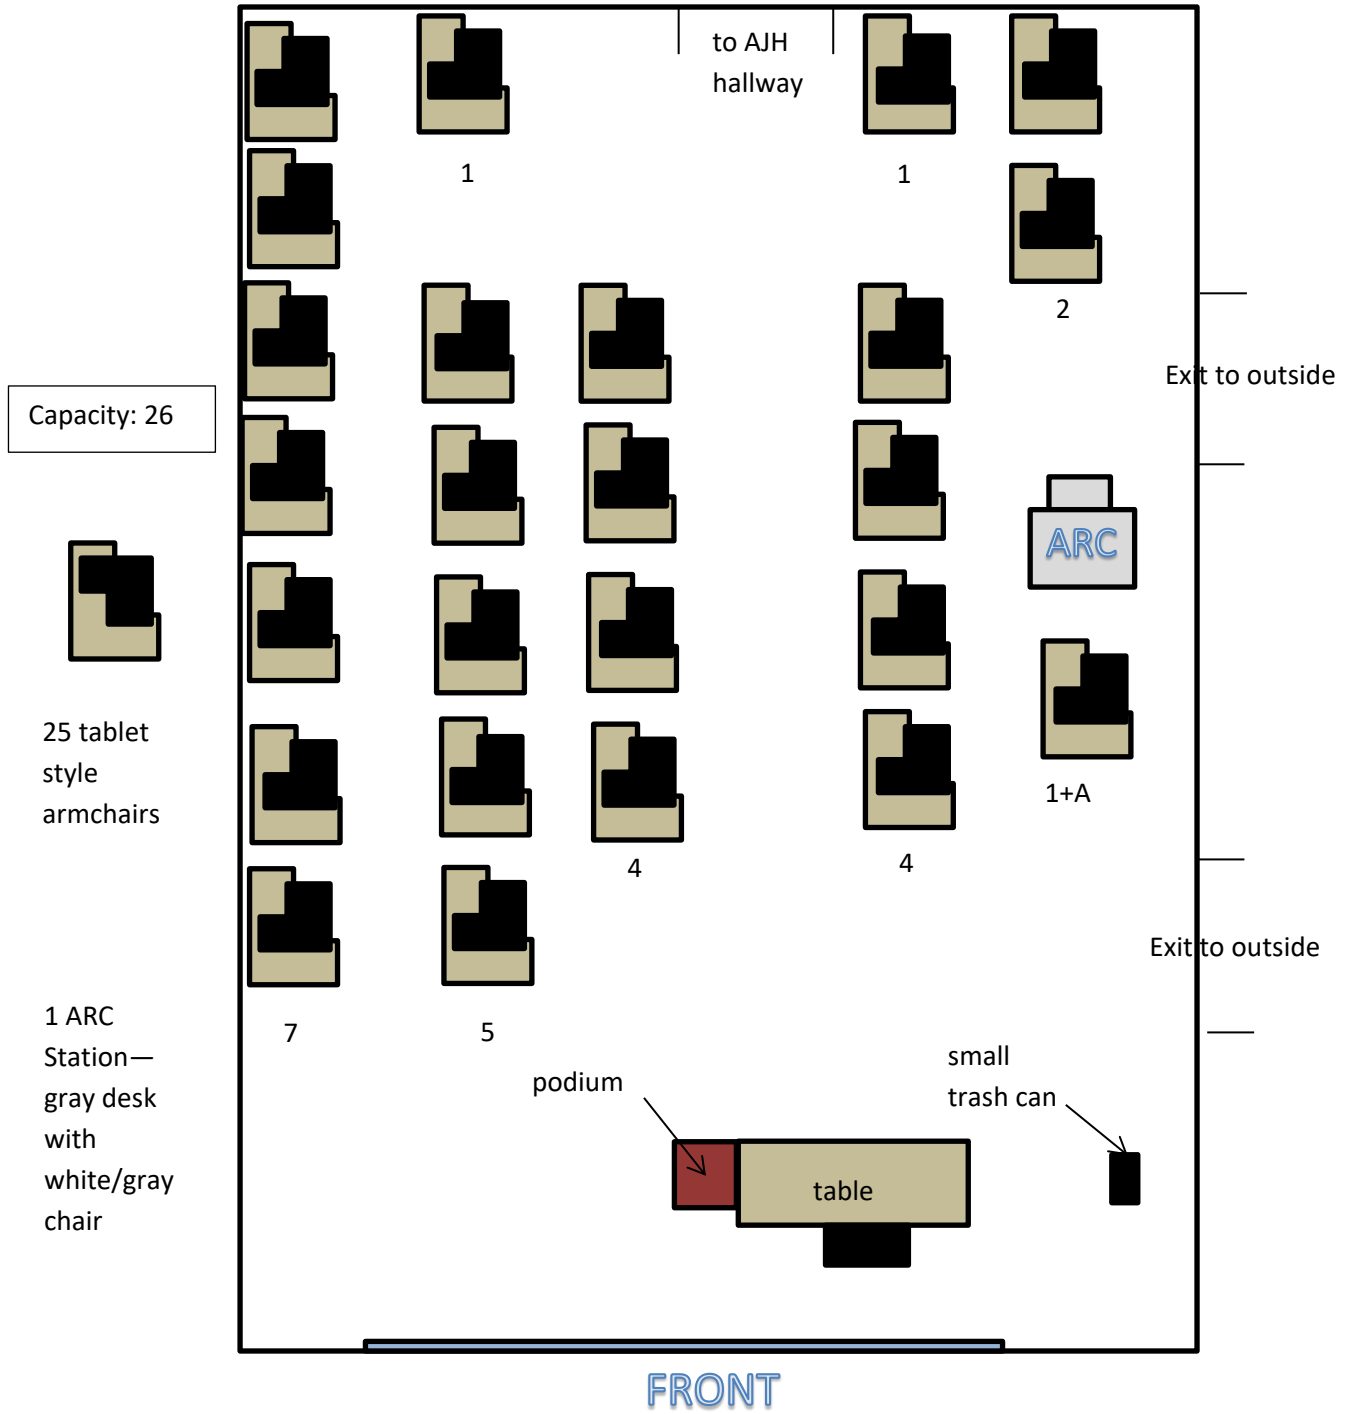 to AJH
hallway
1
1
2
Exit to outside
Capacity: 26
ARC
25 tablet
style
armchairs
1+A
4
4
Exit to outside
1 ARC
Station—
gray desk
with
white/gray
chair
7
5
podium
small
trash can
table
FRONT